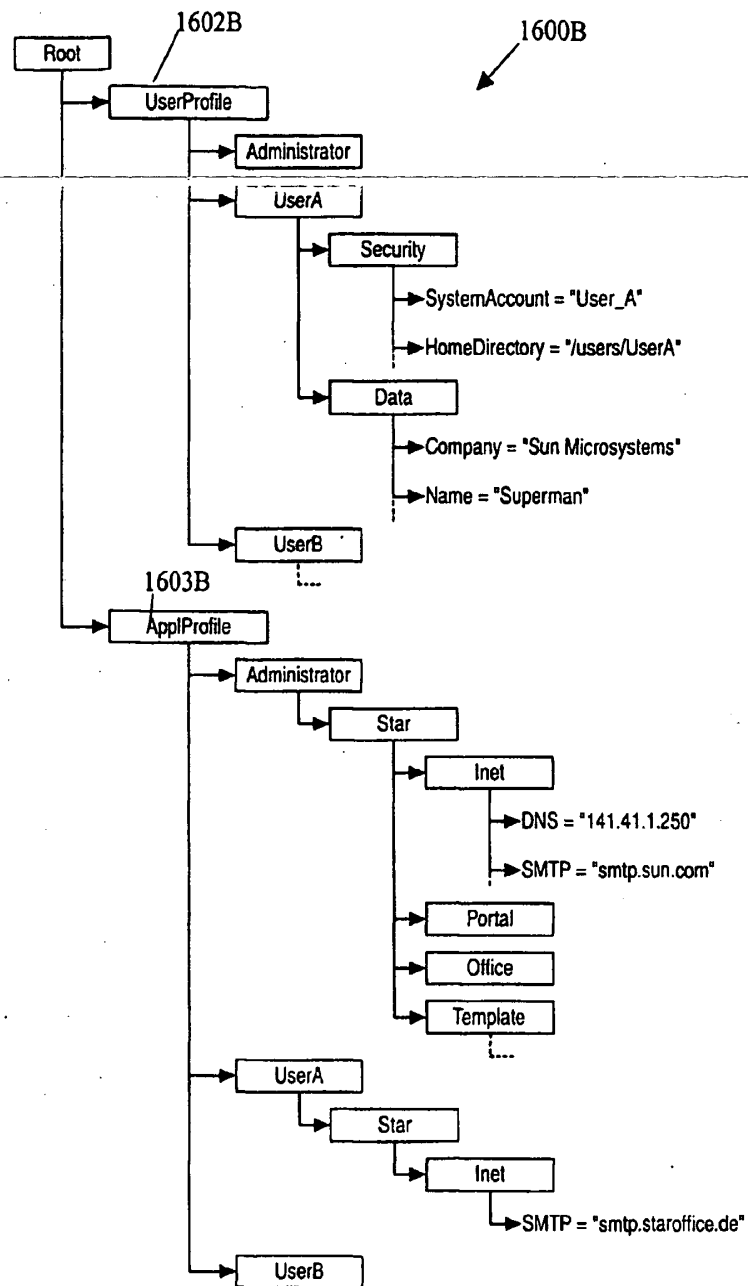 1602B
1600B
Root
UserProfile
Administrator
UserA
Security
SystemAccount = "User_A"
HomeDirectory = "/users/UserA"
Data
Company = "Sun Microsystems"
Name = "Superman"
UserB
1603B
ApplProfile
Administrator
Star
Inet
DNS = "141.41.1.250"
SMTP = "smtp.sun.com"
Portal
Office
Template
UserA
Star
Inet
SMTP = "smtp.staroffice.de"
UserB